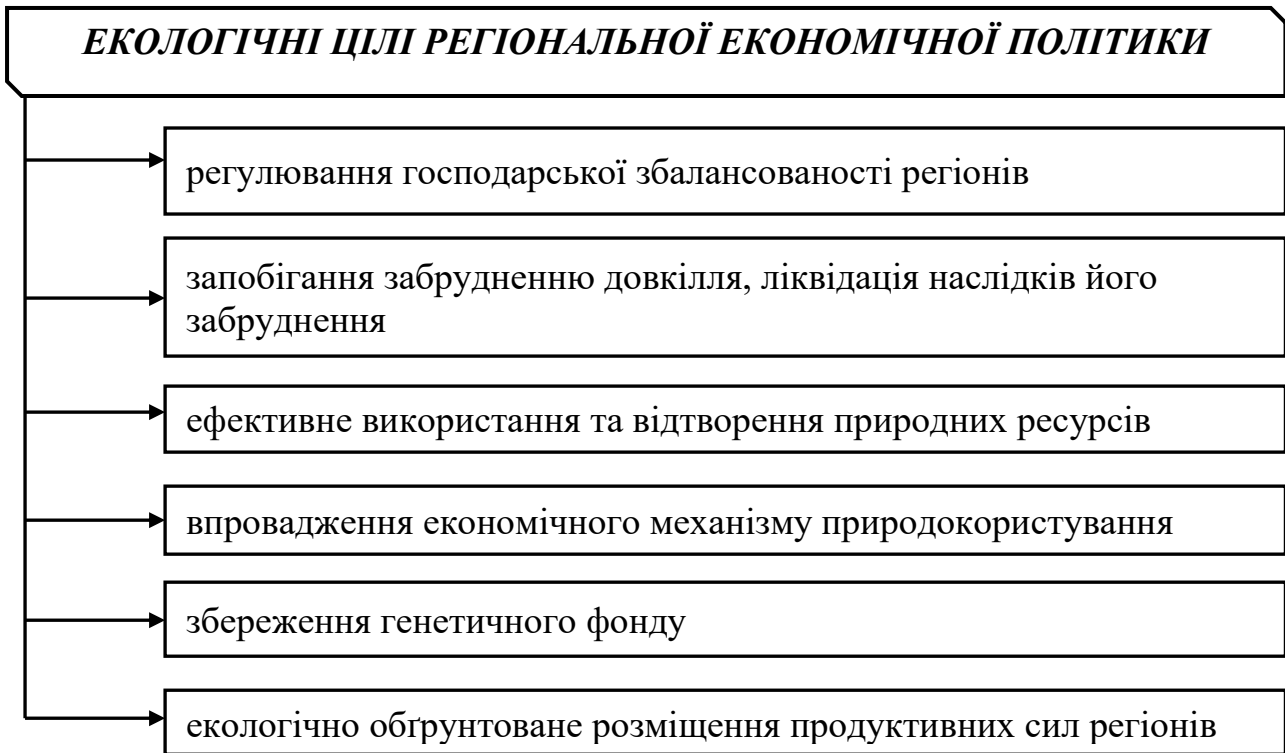 ЕКОЛОГІЧНІ ЦІЛІ РЕГІОНАЛЬНОЇ ЕКОНОМІЧНОЇ ПОЛІТИКИ
регулювання господарської збалансованості регіонів
запобігання забрудненню довкілля, ліквідація наслідків його
забруднення
ефективне використання та відтворення природних ресурсів
впровадження економічного механізму природокористування
збереження генетичного фонду
екологічно обґрунтоване розміщення продуктивних сил регіонів